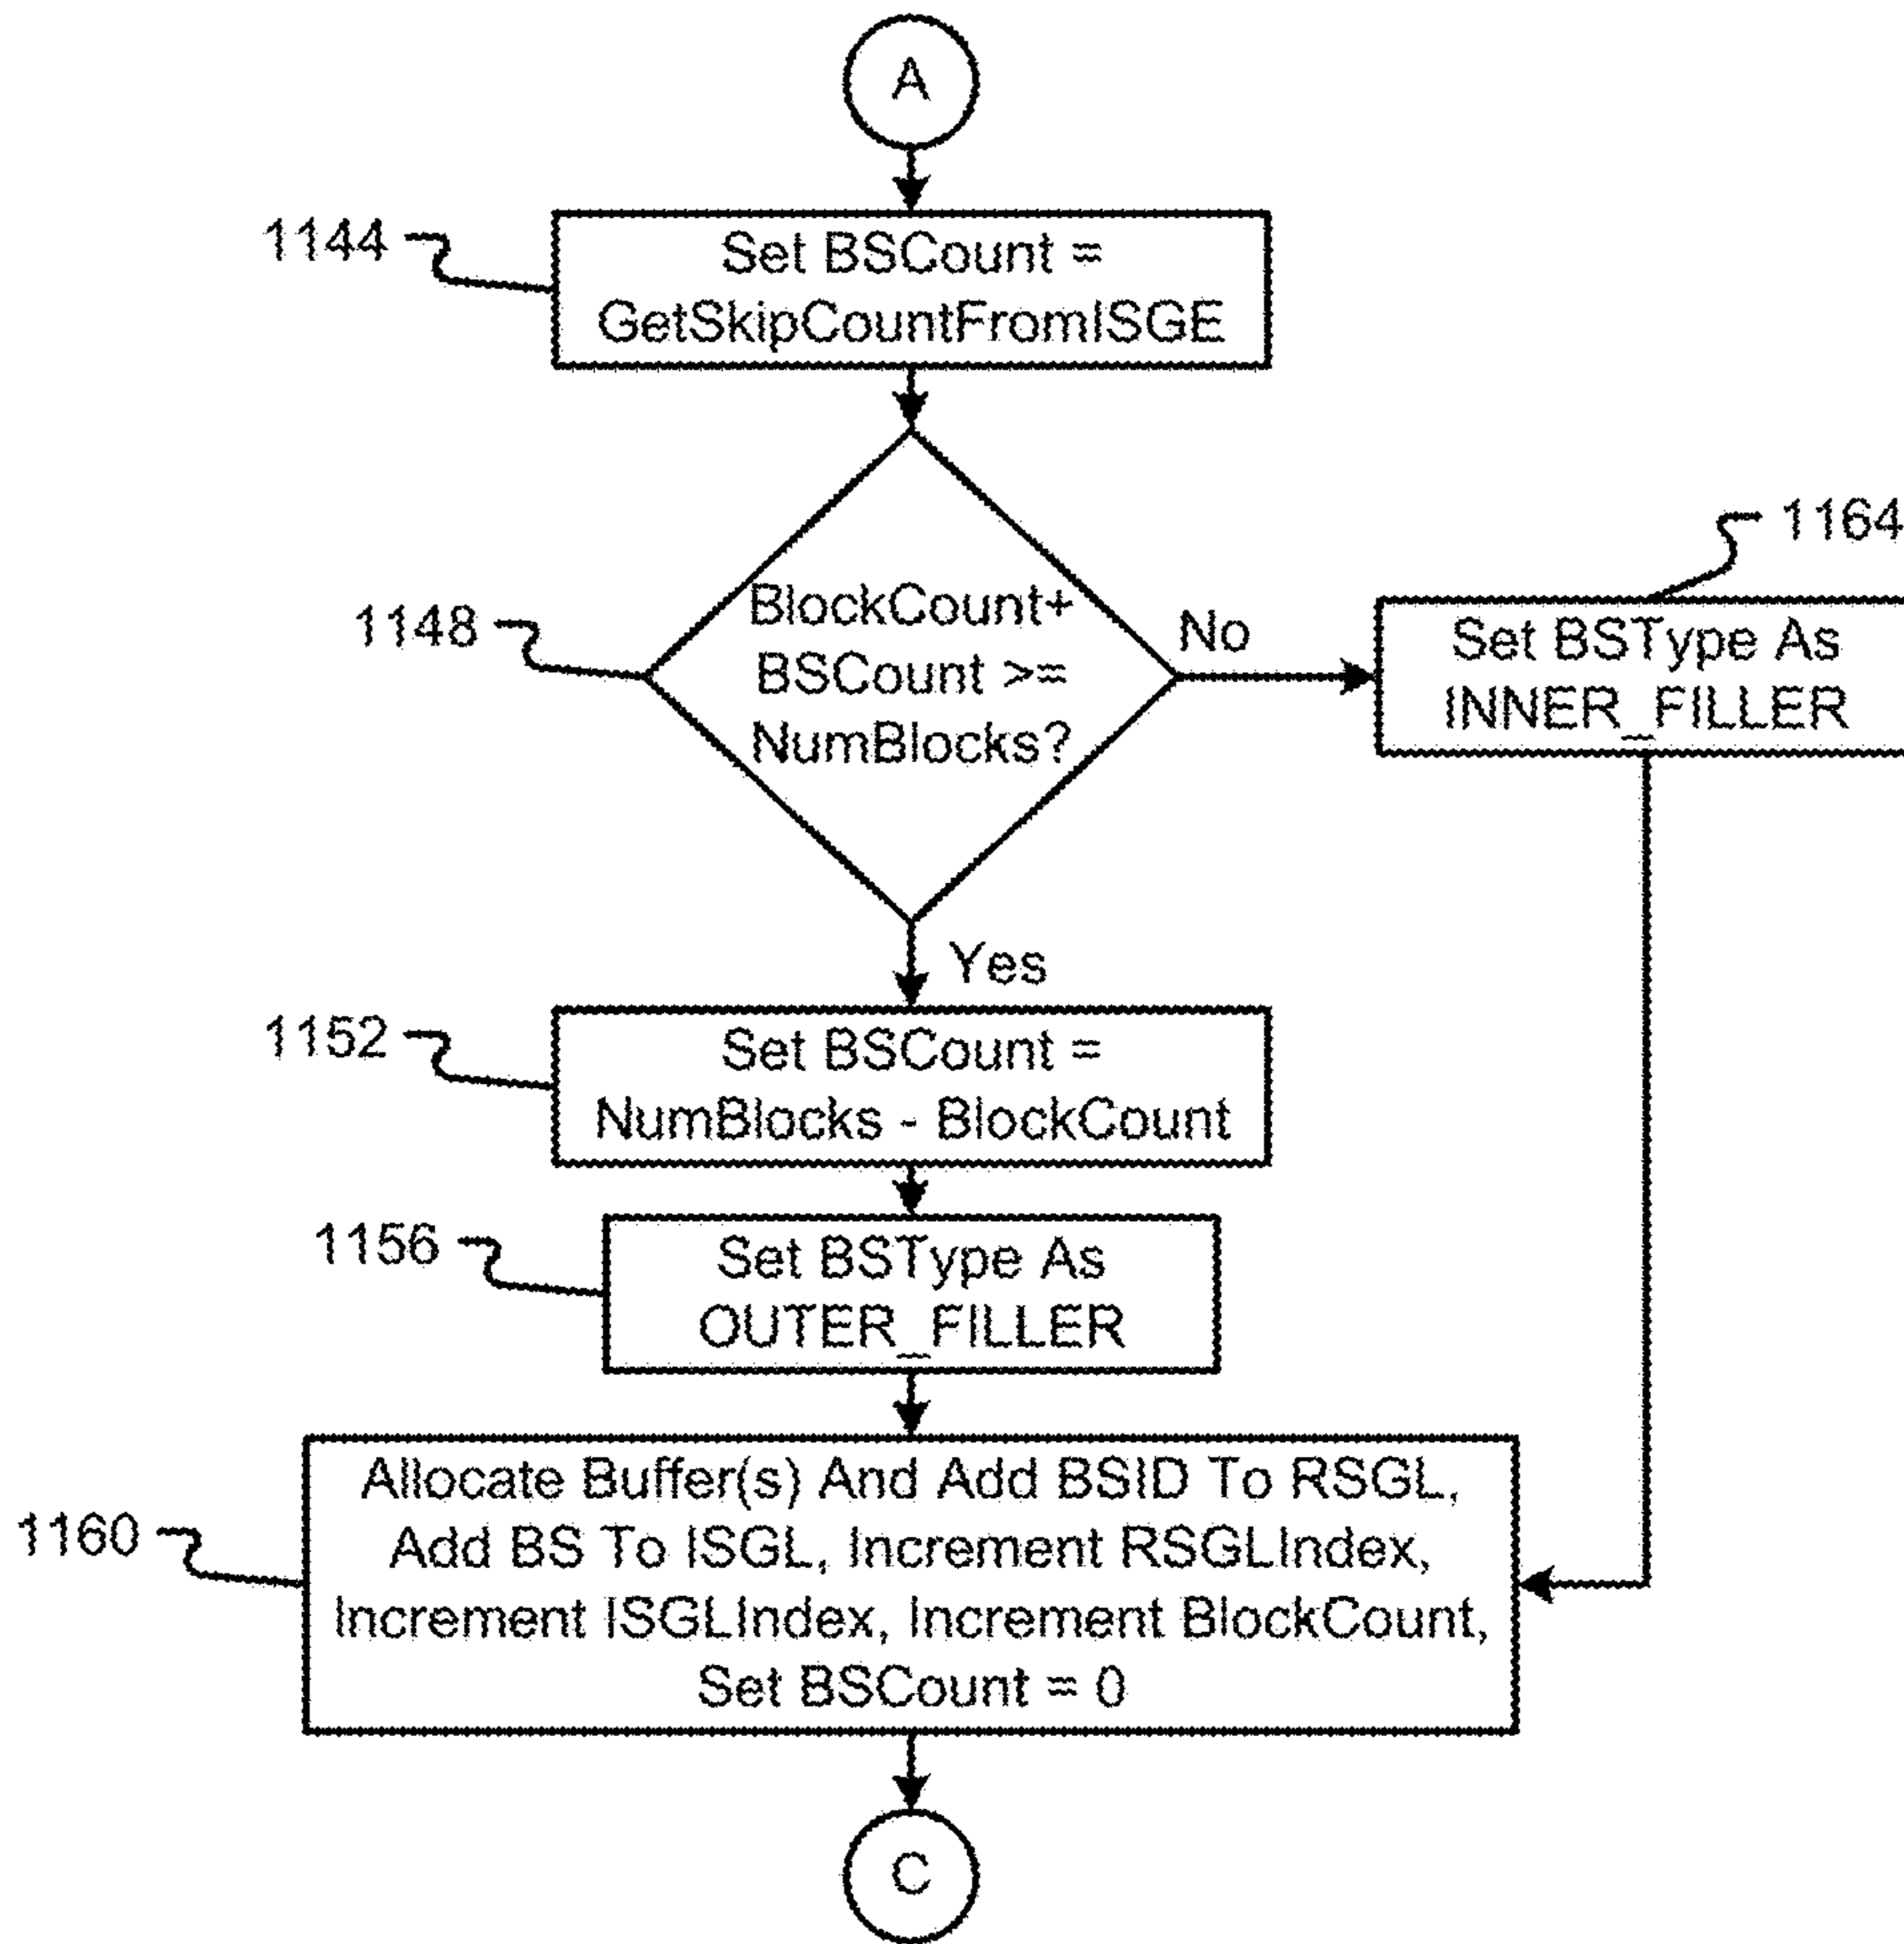 A
1144
Set BSCount =
GetSkipCountFromISGE
1164
1148
BlockCount+
BSCount >=
NumBlocks?
No
Set BSType As
INNER_FILLER
Yes
1152
Set BSCount =
NumBlocks - BlockCount
1156
Set BSType As
OUTER_FILLER
1160
Allocate Buffer(s) And Add BSID To RSGL,
Add BS To ISGL, Increment RSGLIndex,
Increment ISGLIndex, Increment BlockCount,
Set BSCount = 0
C